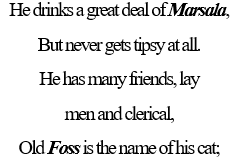 He drinks a great deal of Marsala,
But never gets tipsy at all.
He has many friends, lay
men and clerical,
Old Foss is the name of his cat;